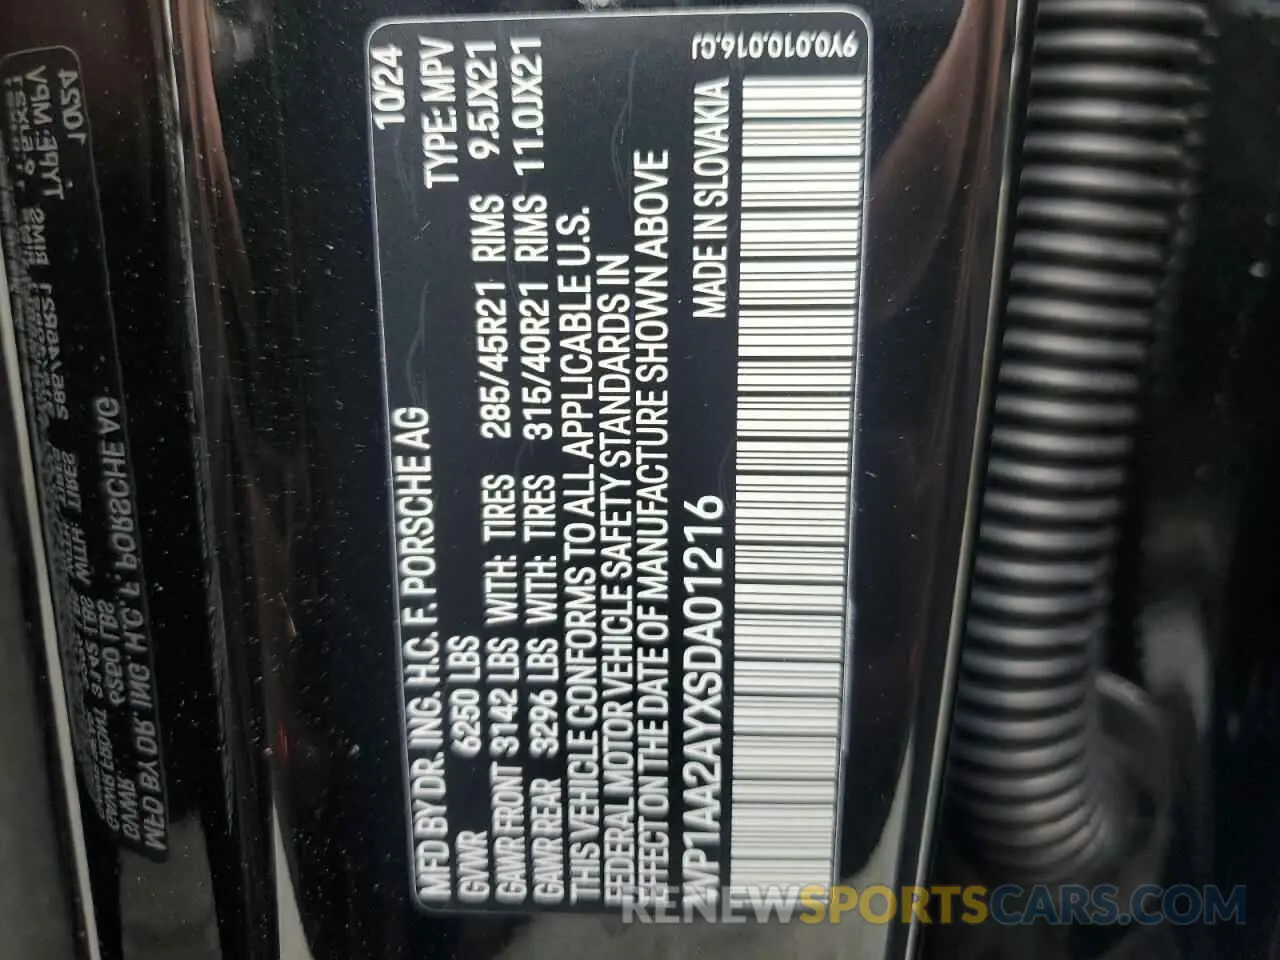 MFD BY DR. ING. H.C. F. PORSCHE AG 10/24
GVWR 6250 LBS TYPE: MPV
GAWR FRONT 3142 LBS WITH: TIRES 285/45R21 RIMS 9.5JX21
GAWR REAR 3296 LBS WITH: TIRES 315/40R21 RIMS 11.0JX21
THIS VEHICLE CONFORMS TO ALL APPLICABLE U.S.
FEDERAL MOTOR VEHICLE SAFETY STANDARDS IN
EFFECT ON THE DATE OF MANUFACTURE SHOWN ABOVE
WP1AA2AYXSDA01216 MADE IN SLOVAKIA
9Y0.010.016.CJ
RENEWSPORTSCARS.COM